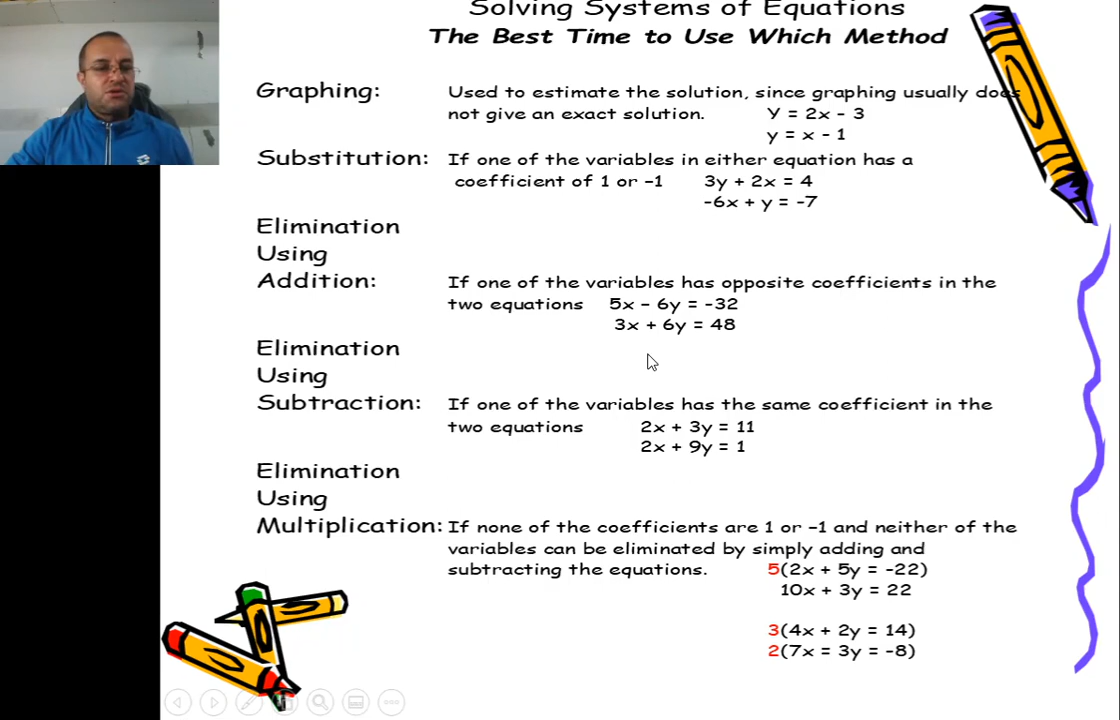 Solving Systems of Equations
The Best Time to Use Which Method
Graphing: Used to estimate the solution, since graphing usually does
not give an exact solution. Y = 2x - 3
y = x - 1
Substitution: If one of the variables in either equation has a
coefficient of 1 or -1 3y + 2x = 4
-6x + y = -7
Elimination
Using
Addition: If one of the variables has opposite coefficients in the
two equations 5x - 6y = -32
3x + 6y = 48
Elimination
Using
Subtraction: If one of the variables has the same coefficient in the
two equations 2x + 3y = 11
2x + 9y = 1
Elimination
Using
Multiplication: If none of the coefficients are 1 or -1 and neither of the
variables can be eliminated by simply adding and
subtracting the equations. 5(2x + 5y = -22)
10x + 3y = 22
3(4x + 2y = 14)
2(7x = 3y = -8)